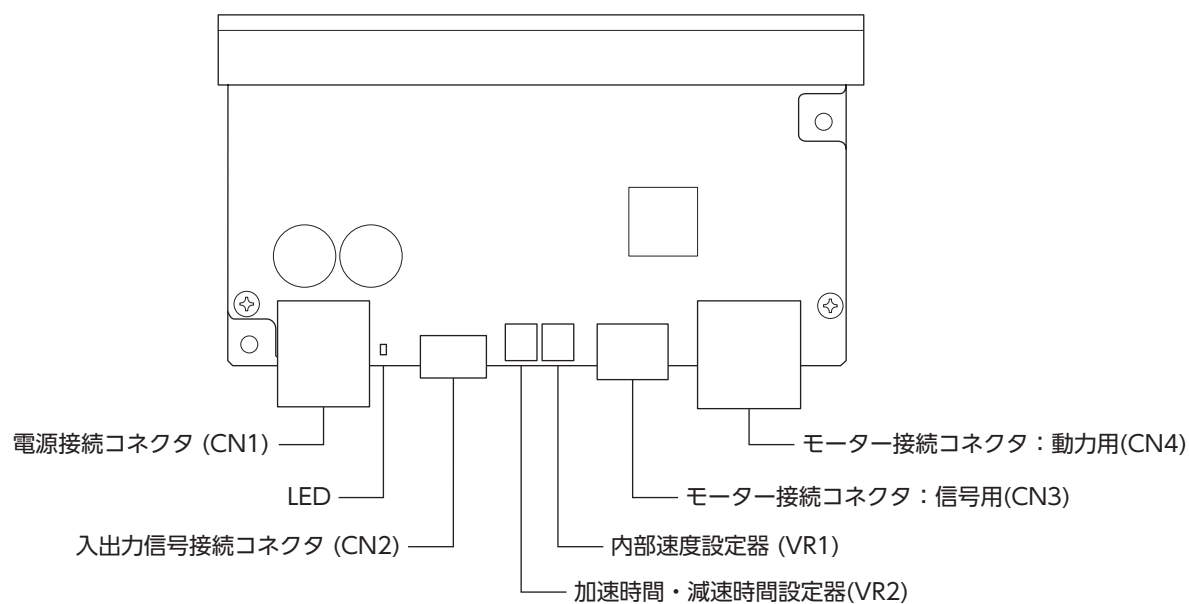 電源接続コネクタ (CN1)
モーター接続コネクタ：動力用(CN4)
LED
モーター接続コネクタ：信号用(CN3)
入出力信号接続コネクタ (CN2)
内部速度設定器 (VR1)
加速時間・減速時間設定器(VR2)